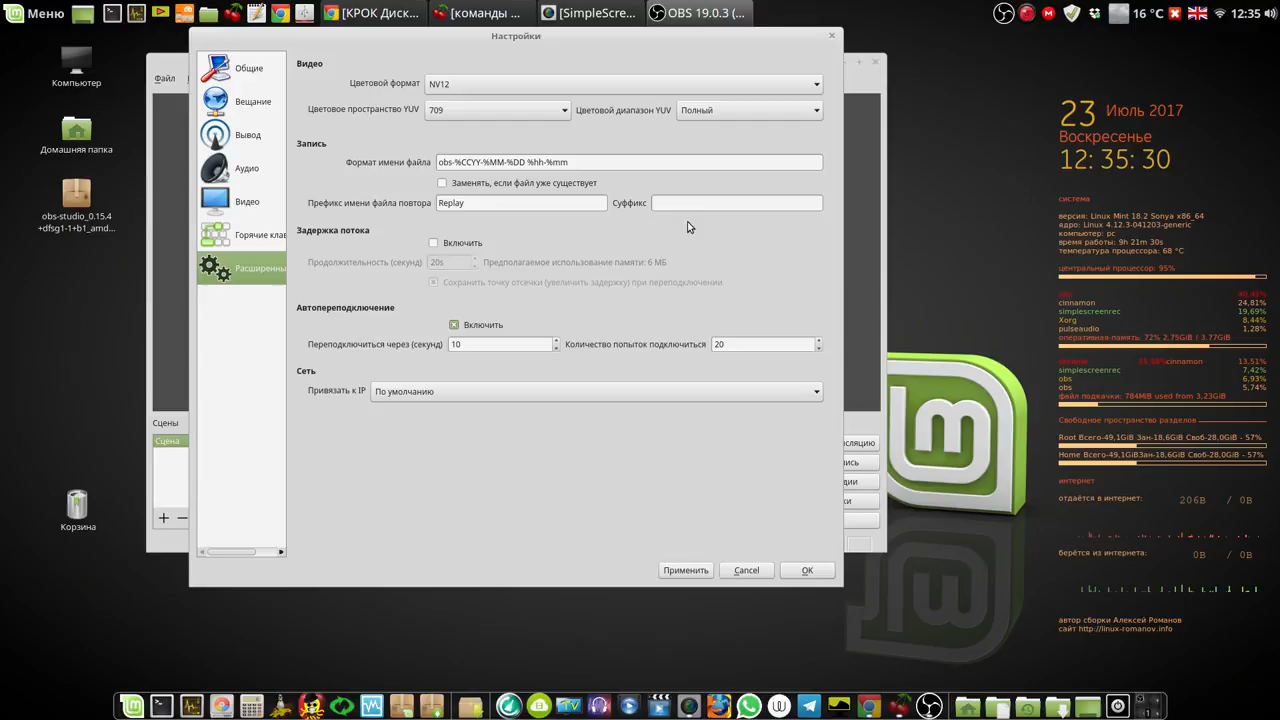 Меню
[КРОК Диск...
[команды ...
[SimpleScre...
OBS 19.0.3 (...
16 °C
12:35
Настройки
Компьютер
Домашняя папка
obs-studio_0.15.4
+dfsg1-1+b1_amd...
Корзина
Файл
Общие
Вещание
Вывод
Аудио
Видео
Горячие клав
Расширенны
Видео
Цветовой формат
NV12
Цветовое пространство YUV
709
Цветовой диапазон YUV
Полный
Запись
Формат имени файла
obs-%CCYY-%MM-%DD %hh-%mm
Заменять, если файл уже существует
Префикс имени файла повтора
Replay
Суффикс
Задержка потока
Включить
Продолжительность (секунд)
20s
Предполагаемое использование памяти: 6 МБ
Сохранить точку отсечки (увеличить задержку) при переподключении
Автопереподключение
Включить
Переподключиться через (секунд)
10
Количество попыток подключиться
20
Сеть
Привязать к IP
По умолчанию
Применить
Cancel
OK
Сцены
Сцена
нсляцию
пись
дии
ки
23 Июль 2017
Воскресенье
12: 35: 30
система
версия: Linux Mint 18.2 Sonya x86_64
ядро: Linux 4.12.3-041203-generic
компьютер: pc
время работы: 9h 21m 30s
температура процессора: 68 °C
центральный процессор: 95%
cinnamon 24,81%
simplescreenrec 19,69%
Xorg 8,44%
pulseaudio 1,28%
оперативная память: 72% 2,75GiB / 3,77GiB
cinnamon 13,51%
simplescreenrec 7,42%
obs 6,93%
obs 5,74%
файл подкачки: 784MiB used from 3,23GiB
Свободное пространство разделов
Root Всего-49,1GiB Зан-18,6GiB Своб-28,0GiB - 57%
Home Всего-49,1GiBЗан-18,6GiB Своб-28,0GiB - 57%
интернет
отдаётся в интернет: 206B / 0B
берётся из интернета: 0B / 0B
автор сборки Алексей Романов
сайт http://linux-romanov.info